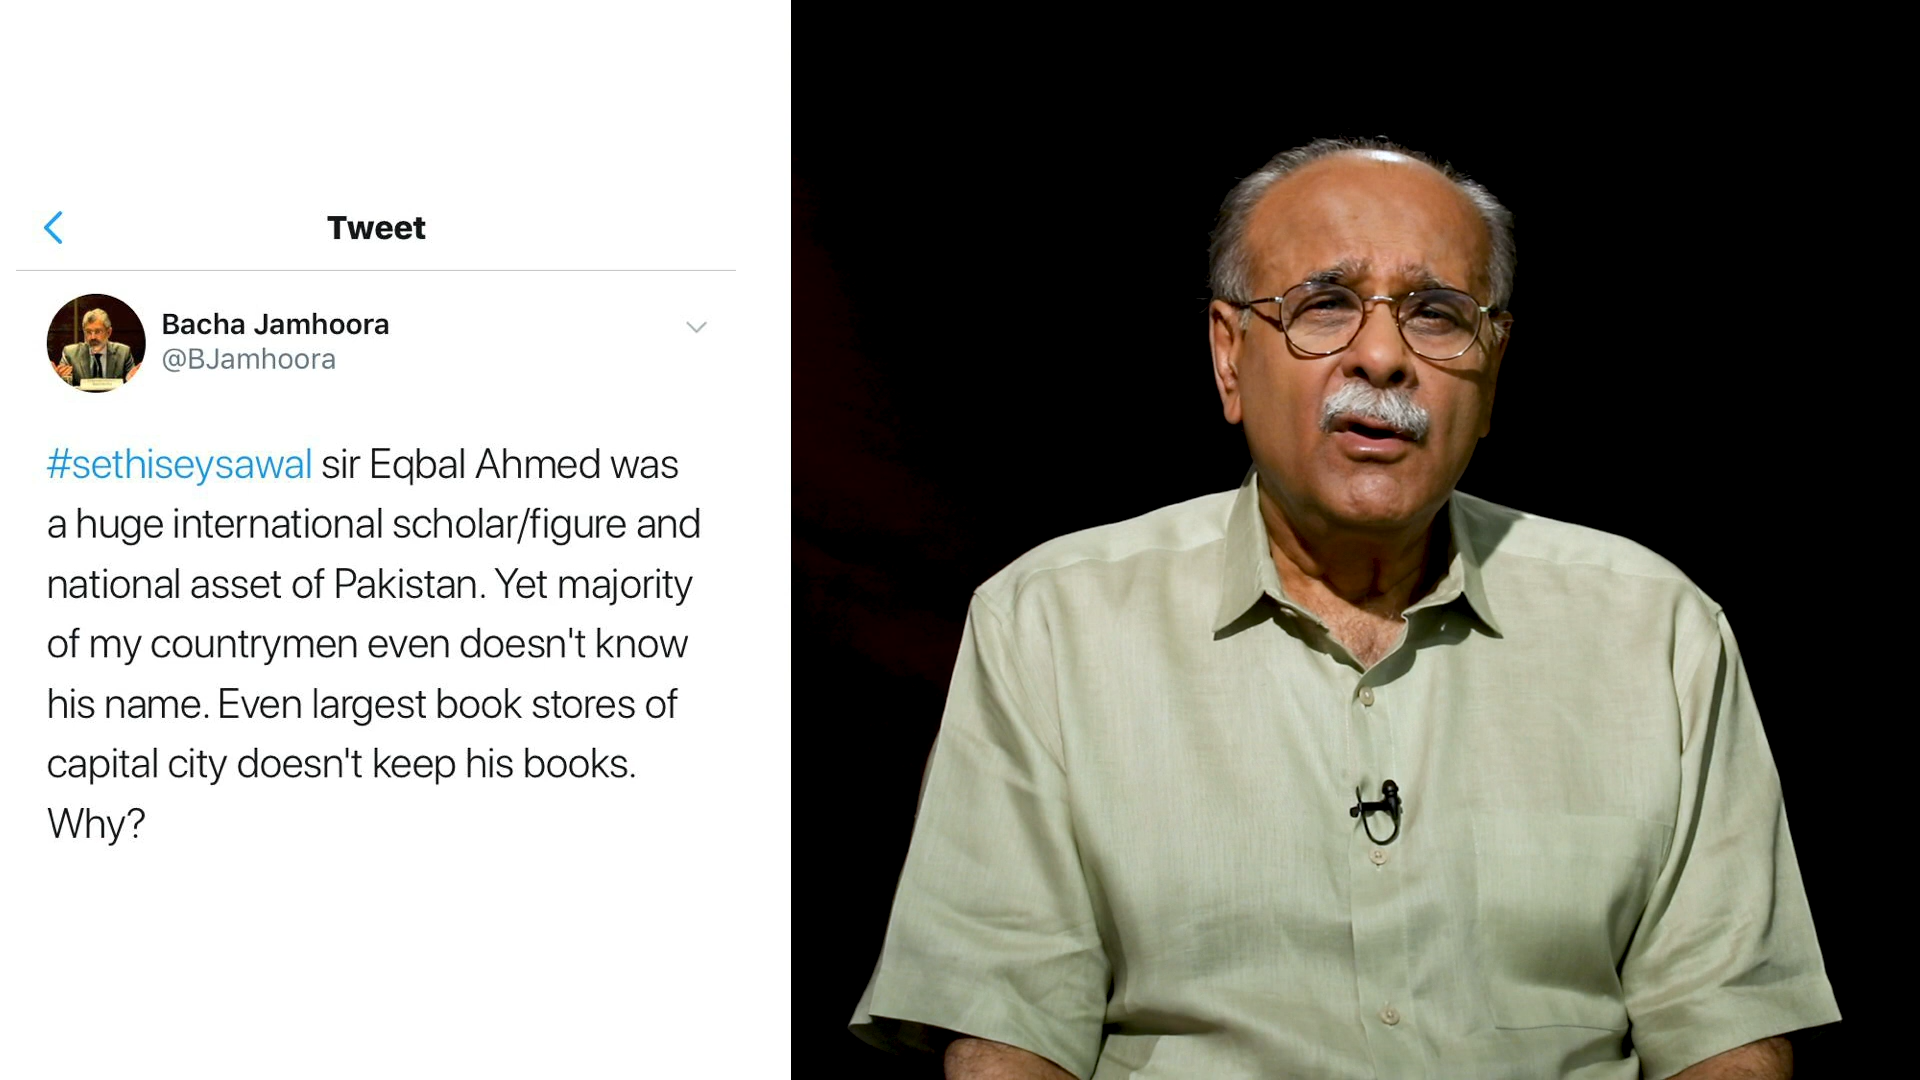 Tweet
Bacha Jamhoora
@BJamhoora
#sethiseysawal sir Eqbal Ahmed was
a huge international scholar/figure and
national asset of Pakistan. Yet majority
of my countrymen even doesn't know
his name. Even largest book stores of
capital city doesn't keep his books.
Why?